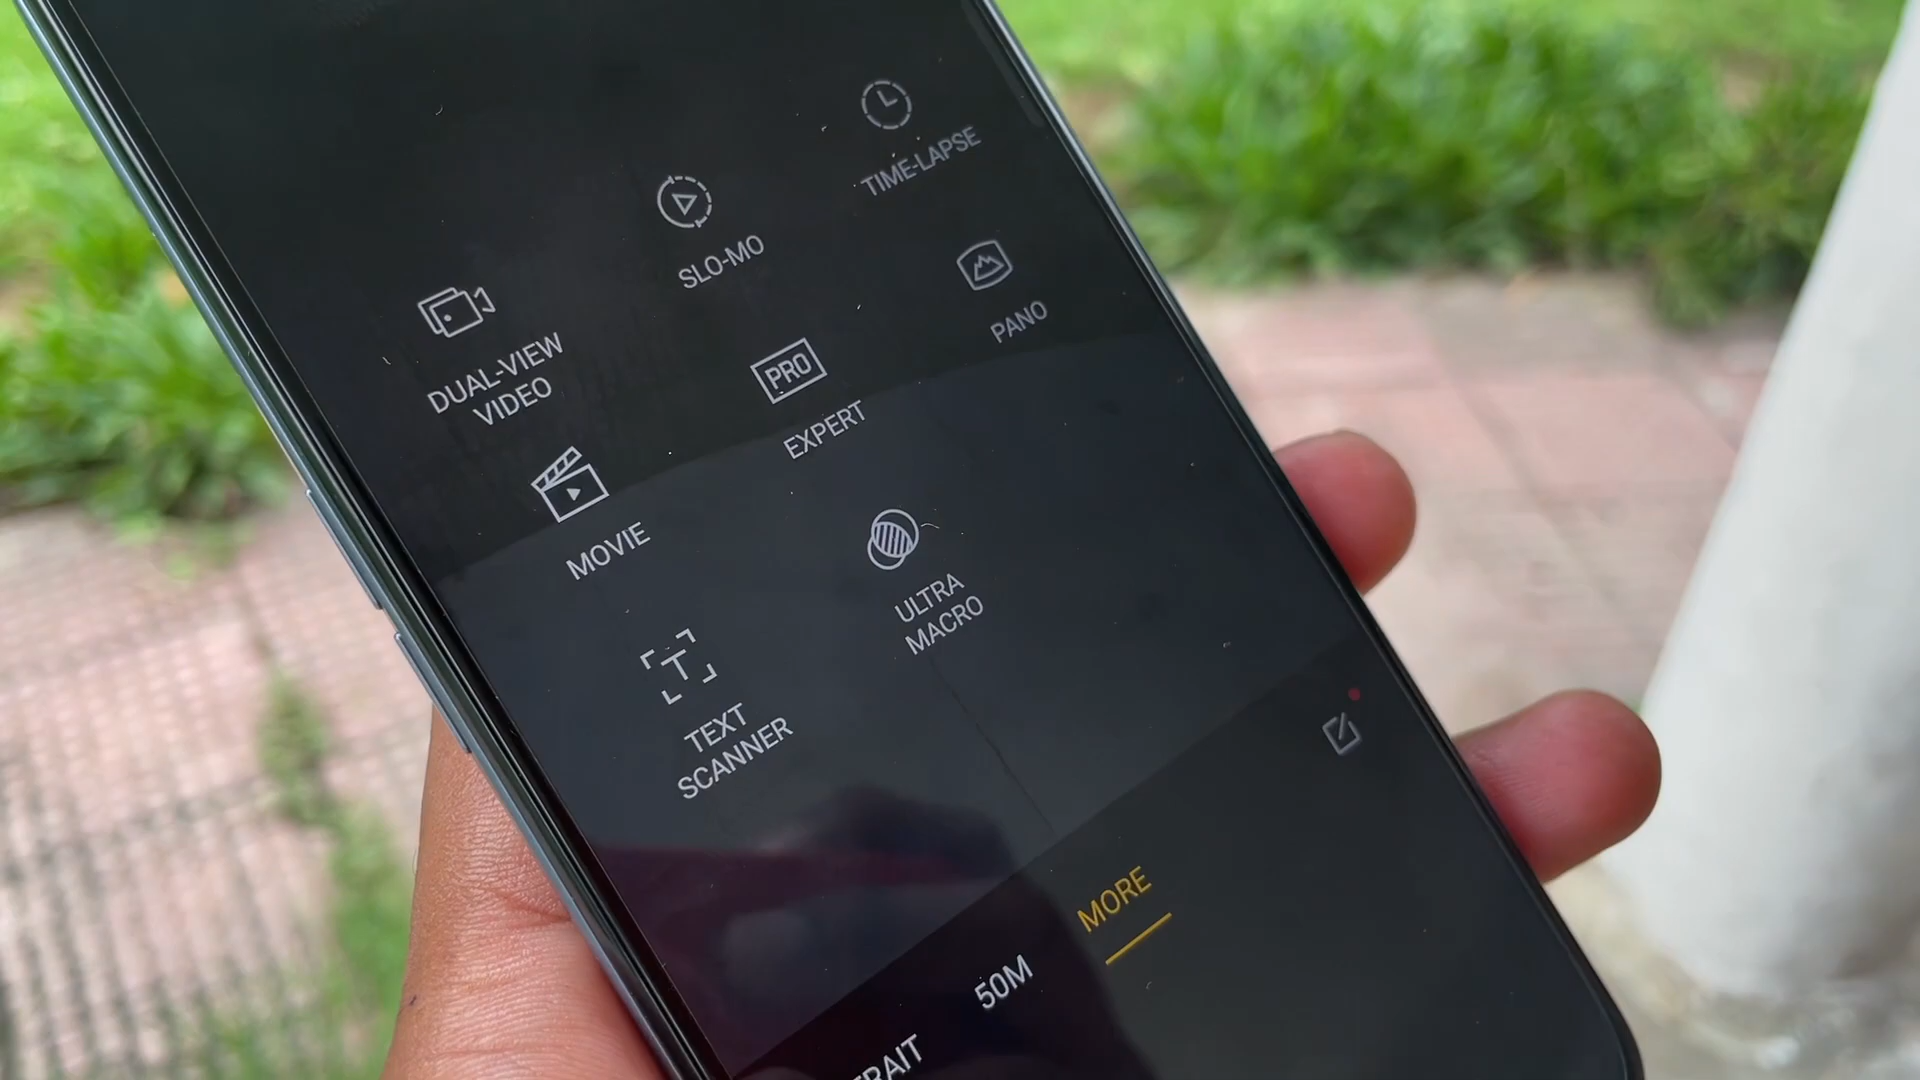 TIME-LAPSE
SLO-MO
DUAL-VIEW
VIDEO
PANO
PRO
EXPERT
MOVIE
ULTRA
MACRO
T
TEXT
SCANNER
MORE
50M